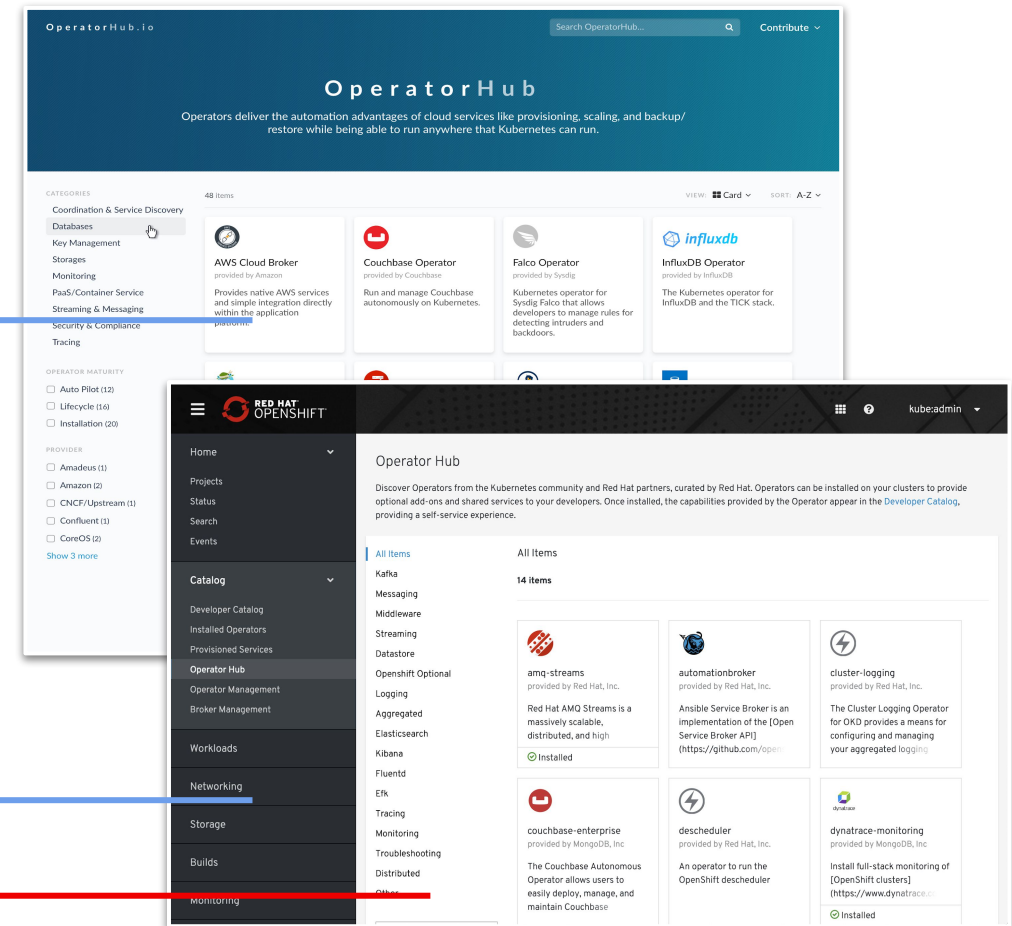 OperatorHub.io
Search OperatorHub...
Contribute
OperatorHub
Operators deliver the automation advantages of cloud services like provisioning, scaling, and backup/
restore while being able to run anywhere that Kubernetes can run.
CATEGORIES
Coordination & Service Discovery
Databases
Key Management
Storages
Monitoring
PaaS/Container Service
Streaming & Messaging
Security & Compliance
Tracing
OPERATOR MATURITY
Auto Pilot (12)
Lifecycle (16)
Installation (20)
PROVIDER
Amadeus (1)
Amazon (2)
CNCF/Upstream (1)
Confluent (1)
CoreOS (2)
Show 3 more
48 items
VIEW: Card
SORT: A-Z
AWS Cloud Broker
provided by Amazon
Provides native AWS services
and simple integration directly
within the application
platform.
Couchbase Operator
provided by Couchbase
Run and manage Couchbase
autonomously on Kubernetes.
Falco Operator
provided by Sysdig
Kubernetes operator for
Sysdig Falco that allows
developers to manage rules for
detecting intruders and
backdoors.
influxdb
InfluxDB Operator
provided by InfluxDB
The Kubernetes operator for
InfluxDB and the TICK stack.
RED HAT
OPENSHIFT
kube:admin
Home
Projects
Status
Search
Events
Catalog
Developer Catalog
Installed Operators
Provisioned Services
Operator Hub
Operator Management
Broker Management
Workloads
Networking
Storage
Builds
Monitoring
Operator Hub
Discover Operators from the Kubernetes community and Red Hat partners, curated by Red Hat. Operators can be installed on your clusters to provide
optional add-ons and shared services to your developers. Once installed, the capabilities provided by the Operator appear in the Developer Catalog,
providing a self-service experience.
All Items
Kafka
Messaging
Middleware
Streaming
Datastore
Openshift Optional
Logging
Aggregated
Elasticsearch
Kibana
Fluentd
Efk
Tracing
Monitoring
Troubleshooting
Distributed
Other
All Items
14 items
amq-streams
provided by Red Hat, Inc.
Red Hat AMQ Streams is a
massively scalable,
distributed, and high
Installed
automationbroker
provided by Red Hat, Inc.
Ansible Service Broker is an
implementation of the [Open
Service Broker API]
(https://github.com/open
cluster-logging
provided by Red Hat, Inc.
The Cluster Logging Operator
for OKD provides a means for
configuring and managing
your aggregated logging
couchbase-enterprise
provided by MongoDB, Inc
The Couchbase Autonomous
Operator allows users to
easily deploy, manage, and
maintain Couchbase
descheduler
provided by Red Hat, Inc.
An operator to run the
OpenShift descheduler
dynatrace
dynatrace-monitoring
provided by MongoDB, Inc
Install full-stack monitoring of
[OpenShift clusters]
(https://www.dynatrace.c
Installed